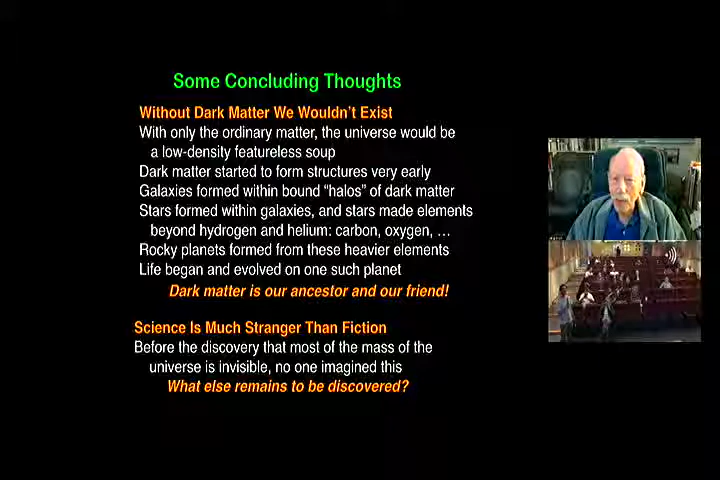 Some Concluding Thoughts
Without Dark Matter We Wouldn't Exist
With only the ordinary matter, the universe would be
a low-density featureless soup
Dark matter started to form structures very early
Galaxies formed within bound “halos” of dark matter
Stars formed within galaxies, and stars made elements
beyond hydrogen and helium: carbon, oxygen, …
Rocky planets formed from these heavier elements
Life began and evolved on one such planet
Dark matter is our ancestor and our friend!
Science Is Much Stranger Than Fiction
Before the discovery that most of the mass of the
universe is invisible, no one imagined this
What else remains to be discovered?